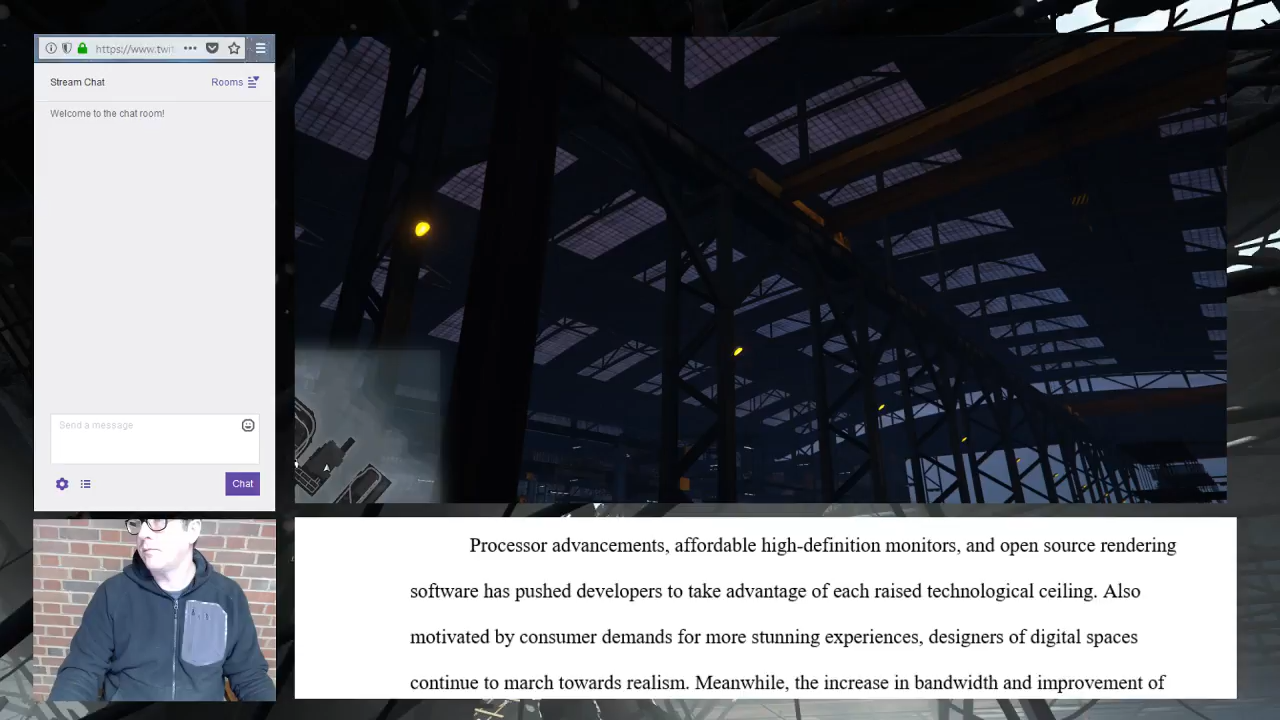 https://www.twit
Stream Chat
Rooms
Welcome to the chat room!
Send a message
Chat
Processor advancements, affordable high-definition monitors, and open source rendering
software has pushed developers to take advantage of each raised technological ceiling. Also
motivated by consumer demands for more stunning experiences, designers of digital spaces
continue to march towards realism. Meanwhile, the increase in bandwidth and improvement of